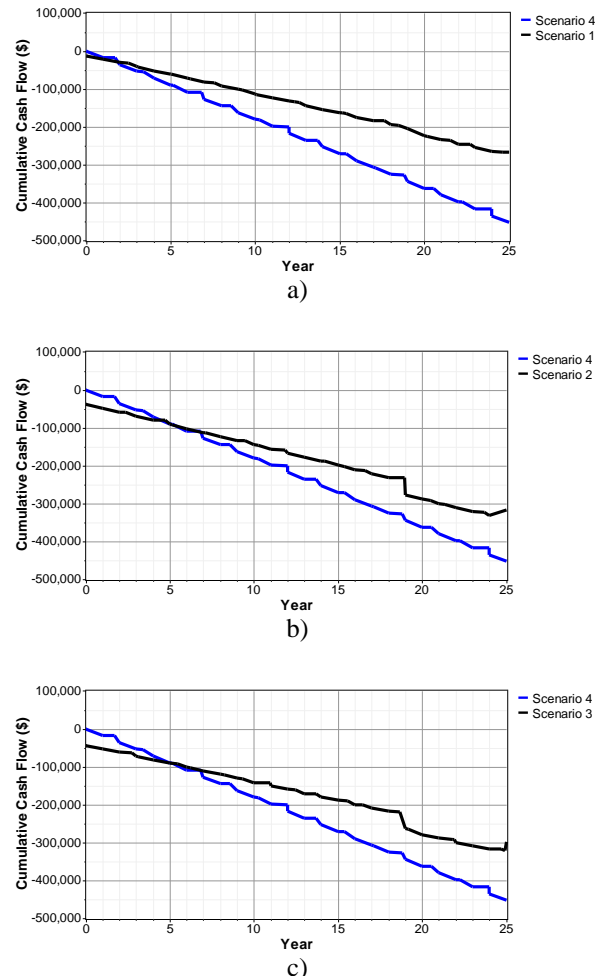 100,000
0
-100,000
-200,000
-300,000
-400,000
-500,000
Cumulative Cash Flow ($)
0 5 10 15 20 25
Year
Scenario 4
Scenario 1
a)
100,000
0
-100,000
-200,000
-300,000
-400,000
-500,000
Cumulative Cash Flow ($)
0 5 10 15 20 25
Year
Scenario 4
Scenario 2
b)
100,000
0
-100,000
-200,000
-300,000
-400,000
-500,000
Cumulative Cash Flow ($)
0 5 10 15 20 25
Year
Scenario 4
Scenario 3
c)